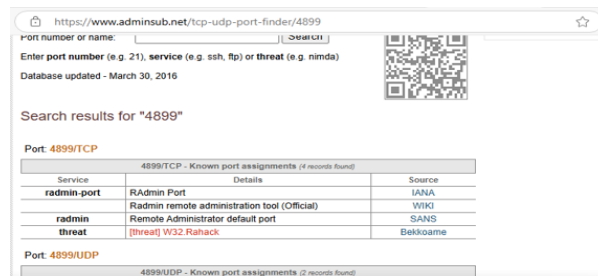 https://www.adminsub.net/tcp-udp-port-finder/4899
Port number or name: Search
Enter port number (e.g. 21), service (e.g. ssh, ftp) or threat (e.g. nimda)
Database updated - March 30, 2016
Search results for "4899"
Port: 4899/TCP
4899/TCP - Known port assignments (4 records found)
Service Details Source
radmin-port RAdmin Port IANA
Radmin remote administration tool (Official) WIKI
radmin Remote Administrator default port SANS
threat [threat] W32.Rahack Bekkoame
Port: 4899/UDP
4899/UDP - Known port assignments (2 records found)